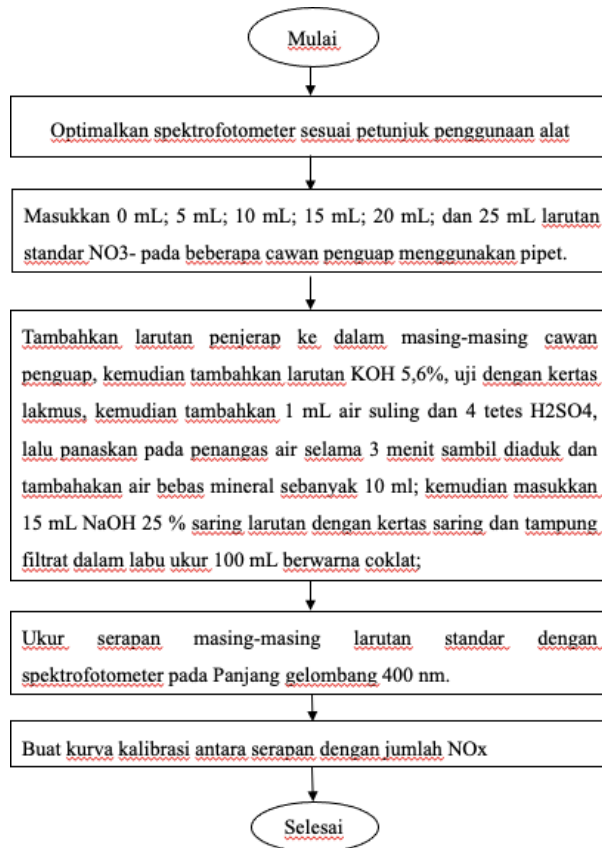 Mulai
Optimalkan spektrofotometer sesuai petunjuk penggunaan alat
Masukkan 0 mL; 5 mL; 10 mL; 15 mL; 20 mL; dan 25 mL larutan
standar NO3- pada beberapa cawan penguap menggunakan pipet.
Tambahkan larutan penjerap ke dalam masing-masing cawan
penguap, kemudian tambahkan larutan KOH 5,6%, uji dengan kertas
lakmus, kemudian tambahkan 1 mL air suling dan 4 tetes H2SO4,
lalu panaskan pada penangas air selama 3 menit sambil diaduk dan
tambahakan air bebas mineral sebanyak 10 ml; kemudian masukkan
15 mL NaOH 25 % saring larutan dengan kertas saring dan tampung
filtrat dalam labu ukur 100 mL berwarna coklat;
Ukur serapan masing-masing larutan standar dengan
spektrofotometer pada Panjang gelombang 400 nm.
Buat kurva kalibrasi antara serapan dengan jumlah NOx
Selesai